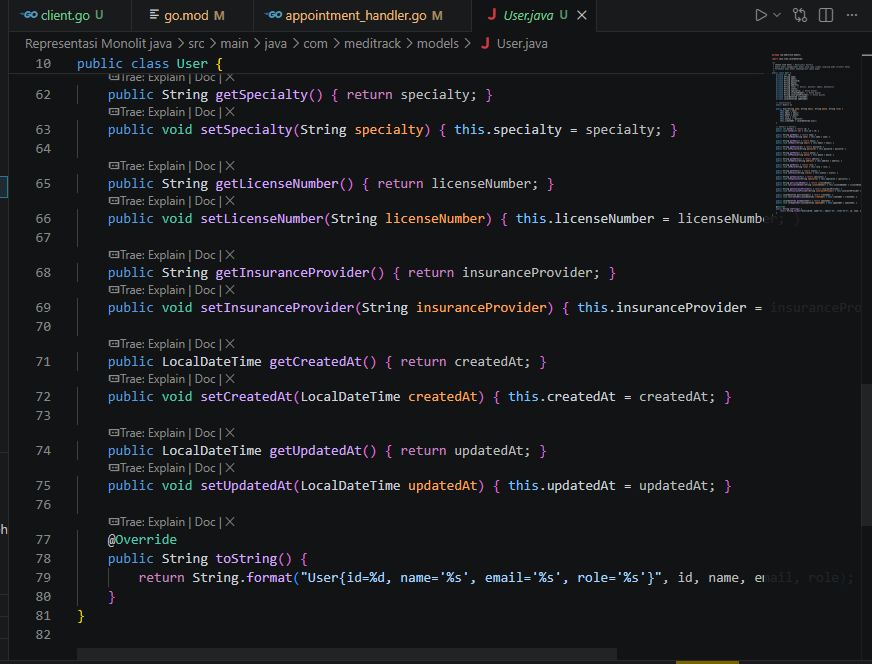 client.go U go.mod M appointment_handler.go M User.java U
Representasi Monolit java > src > main > java > com > meditrack > models > J User.java
10 public class User {
Trae: Explain | Doc | X
62 public String getSpecialty() { return specialty; }
Trae: Explain | Doc | X
63 public void setSpecialty(String specialty) { this.specialty = specialty; }
64
Trae: Explain | Doc | X
65 public String getLicenseNumber() { return licenseNumber; }
Trae: Explain | Doc | X
66 public void setLicenseNumber(String licenseNumber) { this.licenseNumber = licenseNumber; }
67
Trae: Explain | Doc | X
68 public String getInsuranceProvider() { return insuranceProvider; }
Trae: Explain | Doc | X
69 public void setInsuranceProvider(String insuranceProvider) { this.insuranceProvider = insurancePro
70
Trae: Explain | Doc | X
71 public LocalDateTime getCreatedAt() { return createdAt; }
Trae: Explain | Doc | X
72 public void setCreatedAt(LocalDateTime createdAt) { this.createdAt = createdAt; }
73
Trae: Explain | Doc | X
74 public LocalDateTime getUpdatedAt() { return updatedAt; }
Trae: Explain | Doc | X
75 public void setUpdatedAt(LocalDateTime updatedAt) { this.updatedAt = updatedAt; }
76
Trae: Explain | Doc | X
77 @Override
78 public String toString() {
79 return String.format("User{id=%d, name='%s', email='%s', role='%s'}", id, name, email, role);
80 }
81 }
82